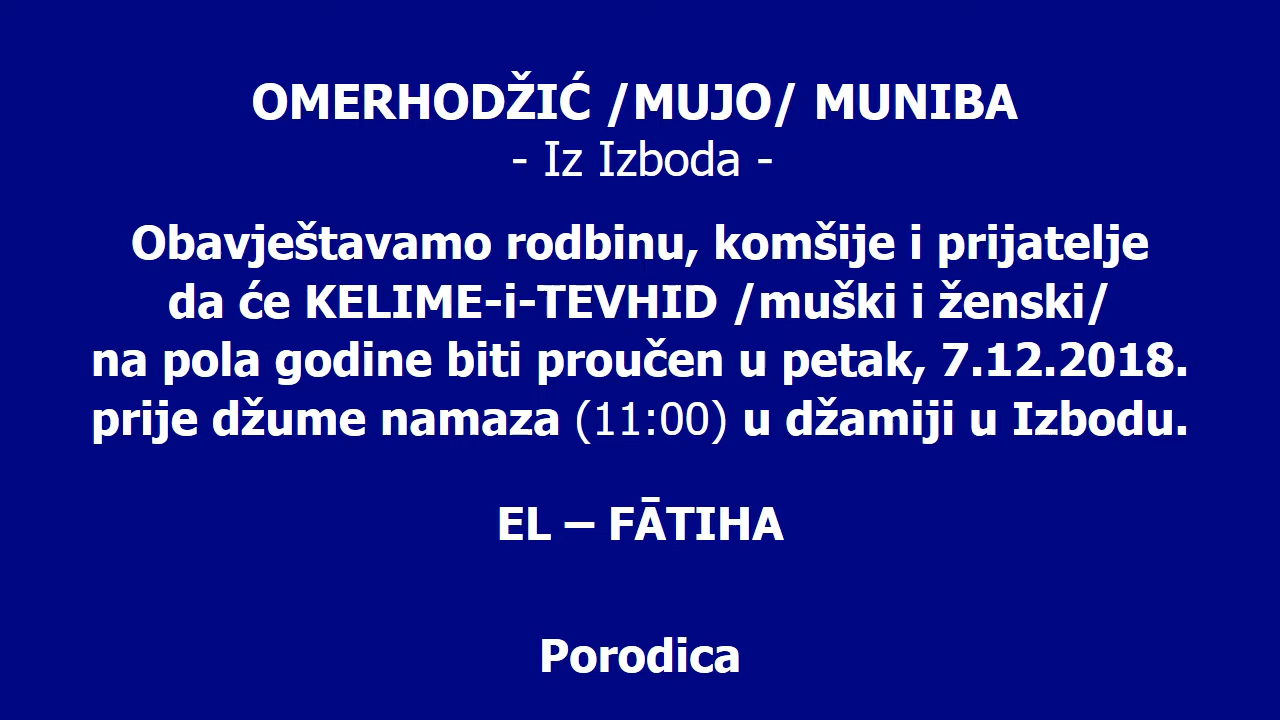 OMERHODŽIĆ /MUJO/ MUNIBA
- Iz Izboda -
Obavještavamo rodbinu, komšije i prijatelje
da će KELIME-i-TEVHID /muški i ženski/
na pola godine biti proučen u petak, 7.12.2018.
prije džume namaza (11:00) u džamiji u Izbodu.
EL – FĀTIHA
Porodica